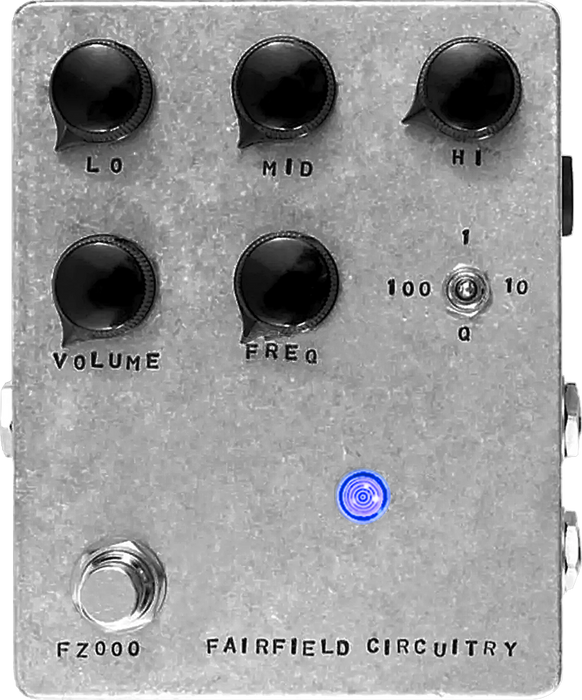 LO MID HI
1
100 10
VOLUME FREQ Q
FZ000 FAIRFIELD CIRCUITRY